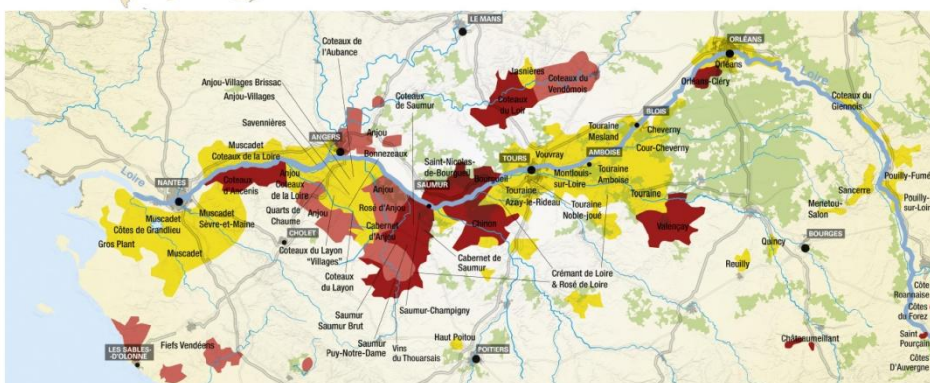 LE MANS
Coteaux de
l'Aubance
ORLÉANS
Orléans
Loire
Jasnières
Coteaux du
Vendômois
Orléans-Cléry
Anjou-Villages Brissac
Anjou-Villages
Coteaux
de Saumur
Coteaux
du Loir
Coteaux du
Giennois
Savennières
BLOIS
Touraine
Mesland
Cheverny
ANGERS
Anjou
Muscadet
Coteaux de la Loire
Bonnezeaux
Saint-Nicolas-
de-Bourgueil
Bourgueil
TOURS
Vouvray
AMBOISE
Cour-Cheverny
Loire
NANTES
Coteaux
d'Ancenis
Anjou
Coteaux
de la Loire
Anjou
Rosé d'Anjou
SAUMUR
Montlouis-
sur-Loire
Touraine
Amboise
Touraine
Azay-le-Rideau
Touraine
Noble-joué
Touraine
Pouilly-Fumé
Sancerre
Menetou-
Salon
Pouilly-
sur-Loire
Muscadet
Côtes de Grandlieu
Muscadet
Sèvre-et-Maine
Quarts de
Chaume
Anjou
Cabernet
d'Anjou
Chinon
Valençay
Gros Plant
CHOLET
Muscadet
Coteaux du Layon
"Villages"
Cabernet de
Saumur
Quincy
BOURGES
Reuilly
Coteaux
du Layon
Crémant de Loire
& Rosé de Loire
Côte
Roannaise
Côtes
du Forez
Saumur
Saumur Brut
Saumur-Champigny
Saumur
Puy-Notre-Dame
Vins
du Thouarsais
Haut Poitou
POITIERS
Châteaumeillant
Saint
Pourçain
Côtes
D'Auvergne
LES SABLES-
-D'OLONNE
Fiefs Vendéens